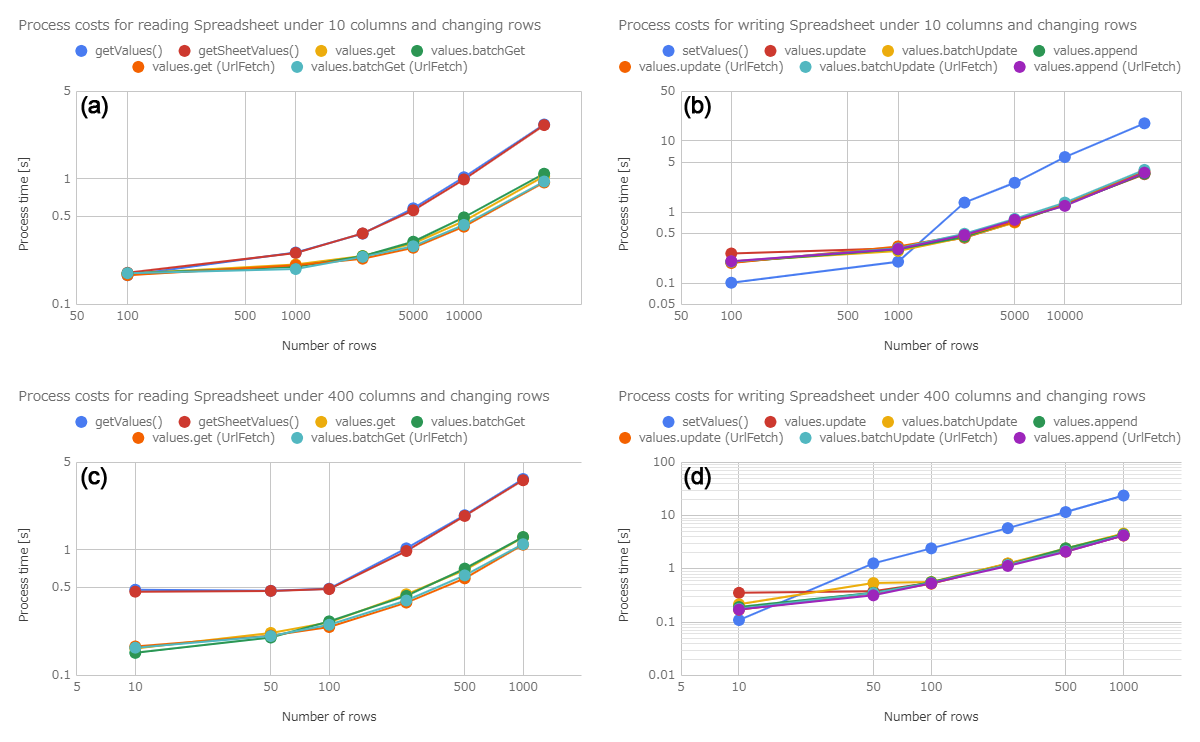 Process costs for reading Spreadsheet under 10 columns and changing rows
getValues() getSheetValues() values.get values.batchGet
values.get (UrlFetch) values.batchGet (UrlFetch)
(a)
5
1
0.5
0.1
Process time [s]
50 100 500 1000 5000 10000
Number of rows
Process costs for writing Spreadsheet under 10 columns and changing rows
setValues() values.update values.batchUpdate values.append
values.update (UrlFetch) values.batchUpdate (UrlFetch) values.append (UrlFetch)
(b)
50
10
5
1
0.5
0.1
0.05
Process time [s]
50 100 500 1000 5000 10000
Number of rows
Process costs for reading Spreadsheet under 400 columns and changing rows
getValues() getSheetValues() values.get values.batchGet
values.get (UrlFetch) values.batchGet (UrlFetch)
(c)
5
1
0.5
0.1
Process time [s]
5 10 50 100 500 1000
Number of rows
Process costs for writing Spreadsheet under 400 columns and changing rows
setValues() values.update values.batchUpdate values.append
values.update (UrlFetch) values.batchUpdate (UrlFetch) values.append (UrlFetch)
(d)
100
10
1
0.1
0.01
Process time [s]
5 10 50 100 500 1000
Number of rows